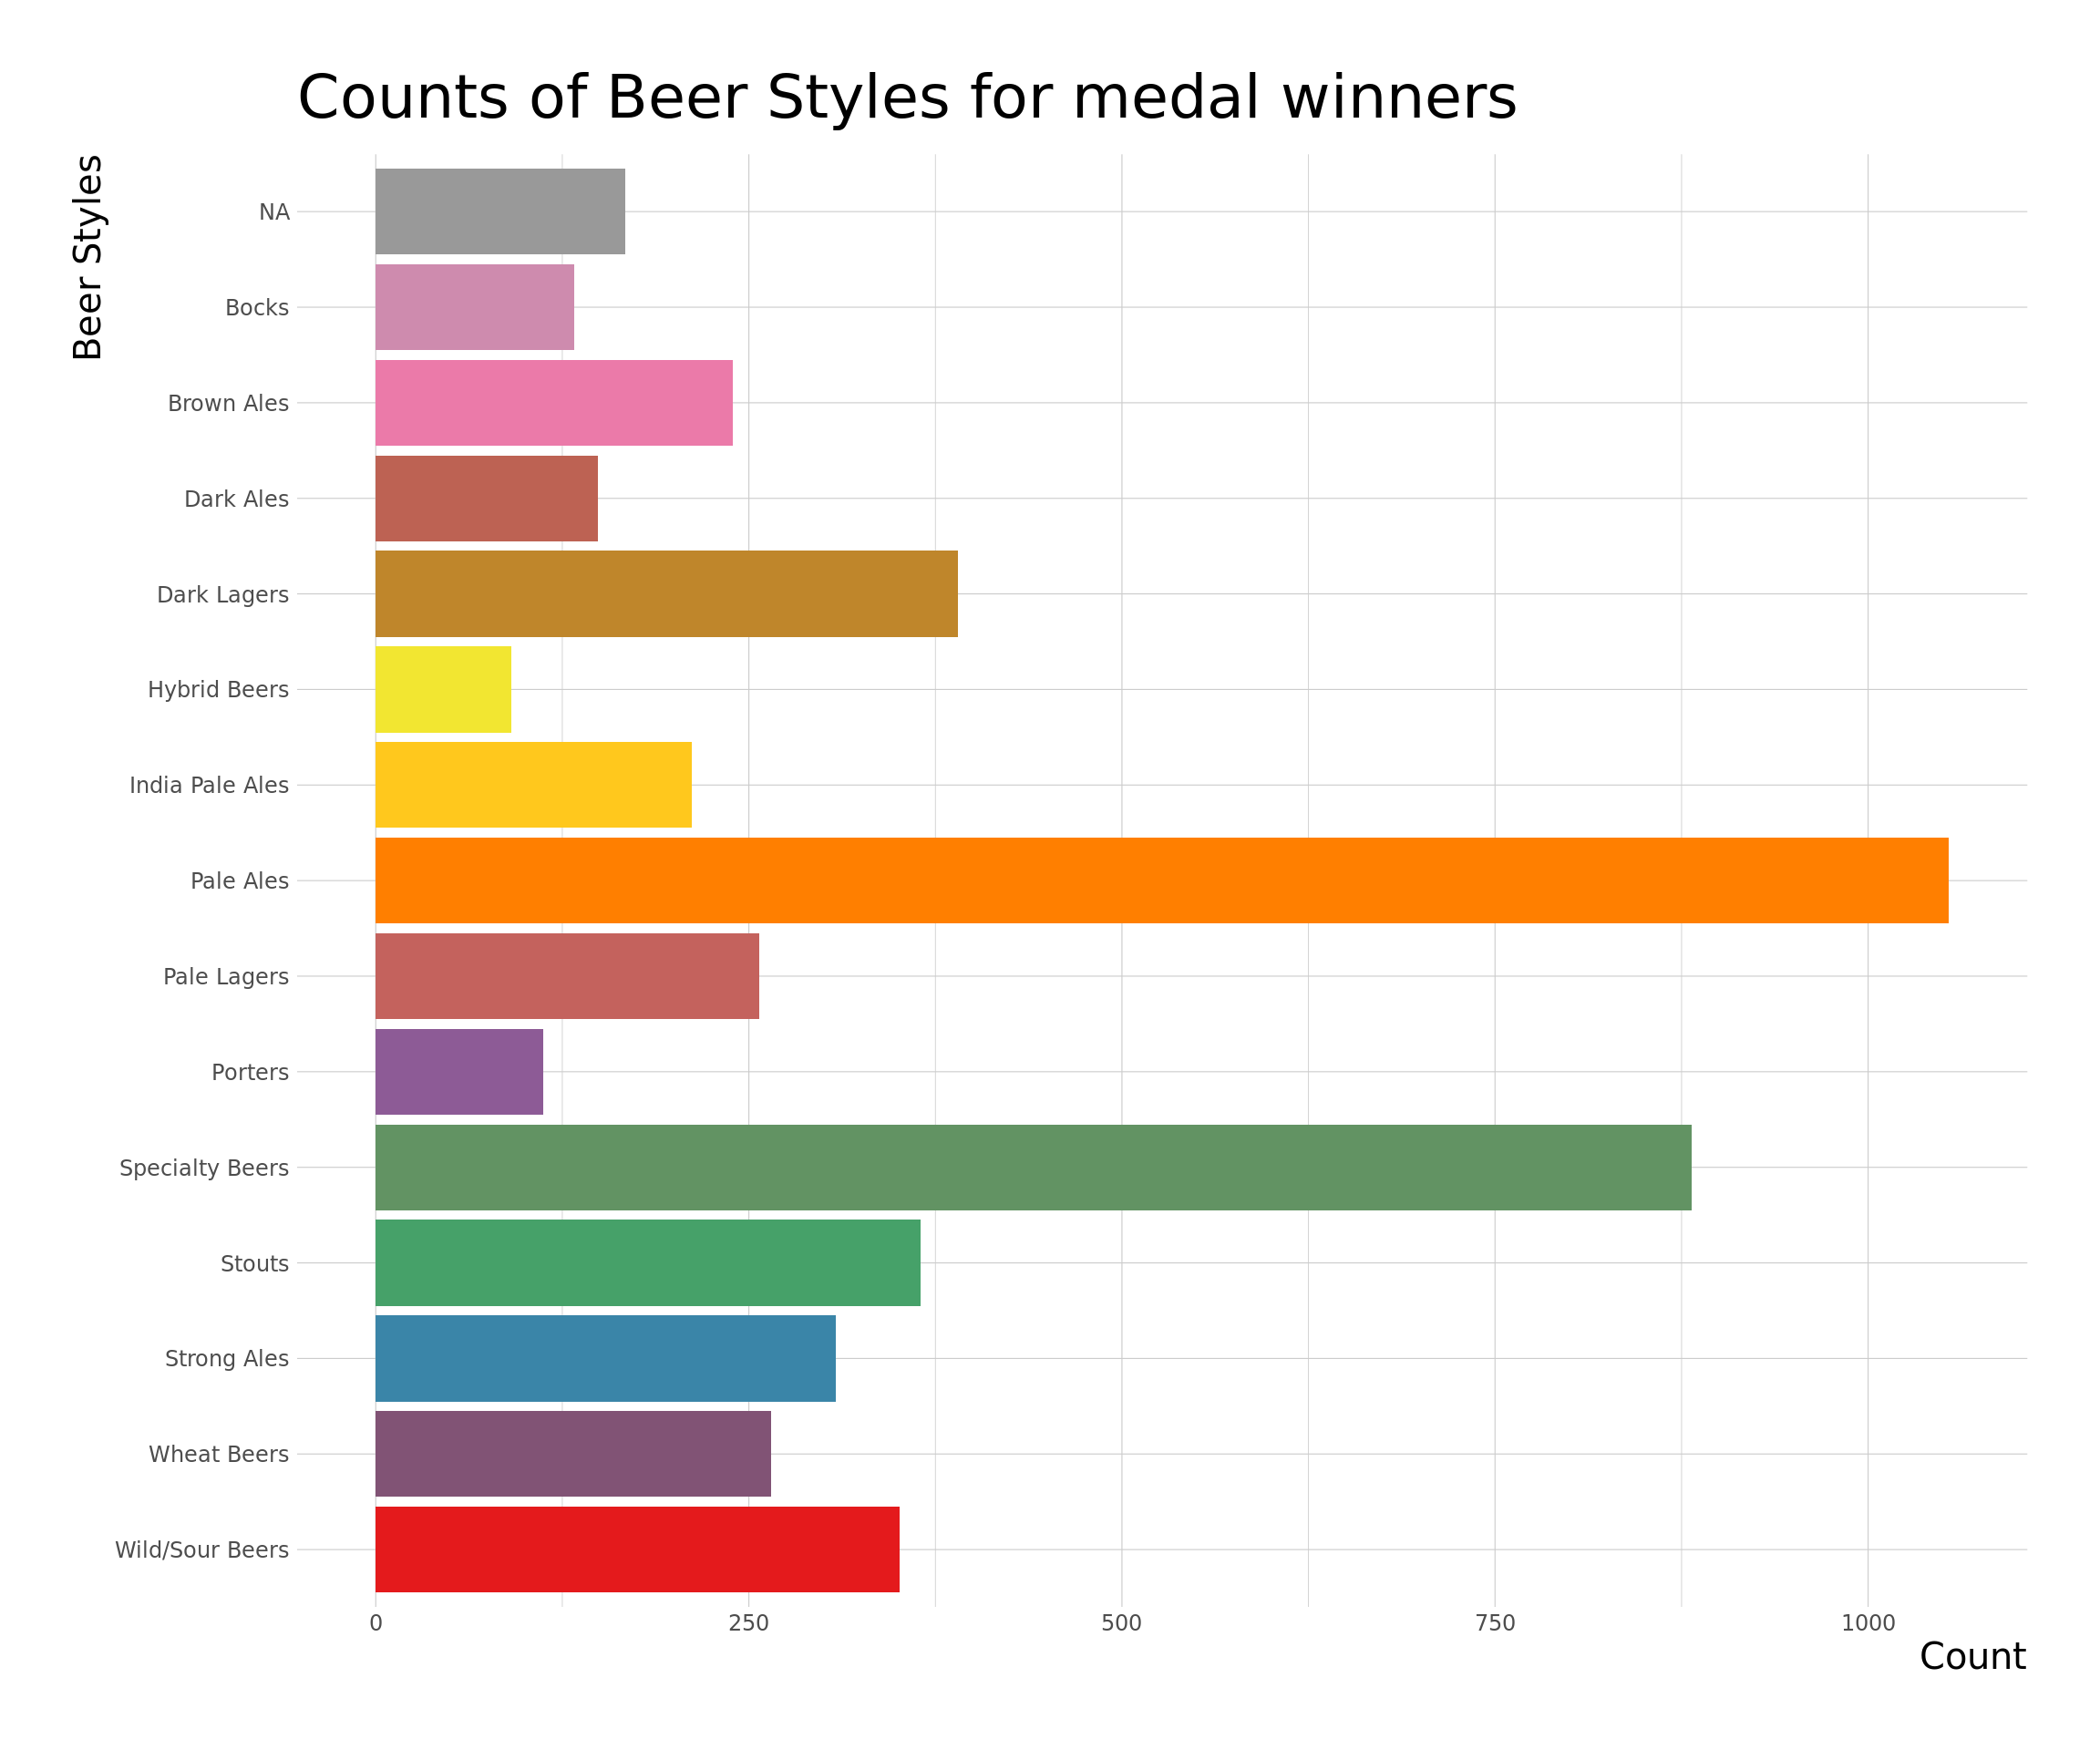 Counts of Beer Styles for medal winners
Beer Styles
NA
Bocks
Brown Ales
Dark Ales
Dark Lagers
Hybrid Beers
India Pale Ales
Pale Ales
Pale Lagers
Porters
Specialty Beers
Stouts
Strong Ales
Wheat Beers
Wild/Sour Beers
0 250 500 750 1000
Count